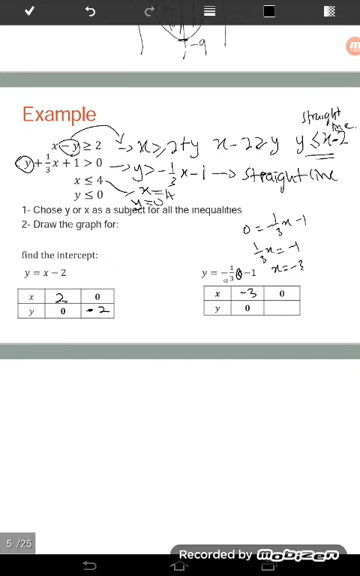 -9
Example
x - y ≥ 2 → x ≥ 2+y x-2 ≥ y y ≤ x-2
straight line
y + 1/3 x + 1 > 0 → y > -1/3 x - 1 → straight line
x ≤ 4 x = 4
y ≤ 0 y = 0
1- Chose y or x as a subject for all the inequalities
2- Draw the graph for:
0 = -1/3 x - 1
1/3 x = -1
x = -3
find the intercept:
y = x - 2
y = -1/3 0 - 1
x 2 0
y 0 -2
x -3 0
y 0
5 /25
Recorded by Mobizen